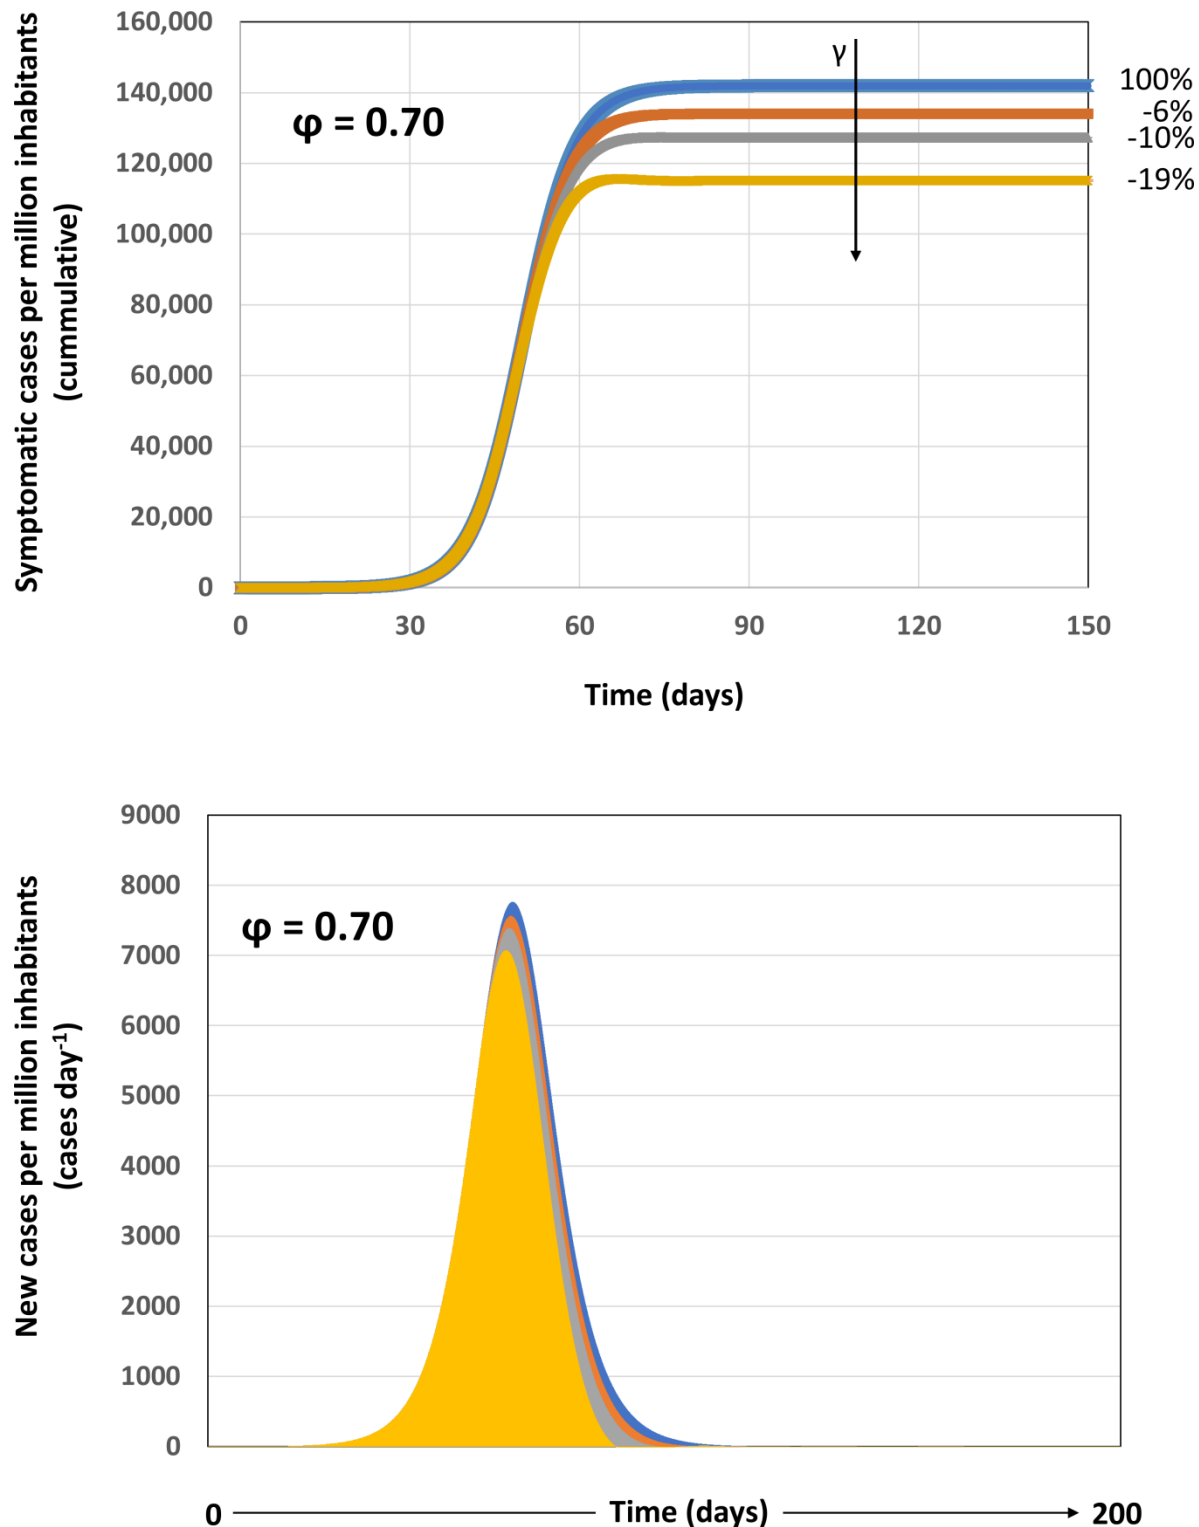 Symptomatic cases per million inhabitants
(cummulative)
160,000
140,000
120,000
100,000
80,000
60,000
40,000
20,000
0
φ = 0.70
γ
100%
-6%
-10%
-19%
0 30 60 90 120 150
Time (days)
New cases per million inhabitants
(cases day-1)
9000
8000
7000
6000
5000
4000
3000
2000
1000
0
φ = 0.70
0 Time (days) 200